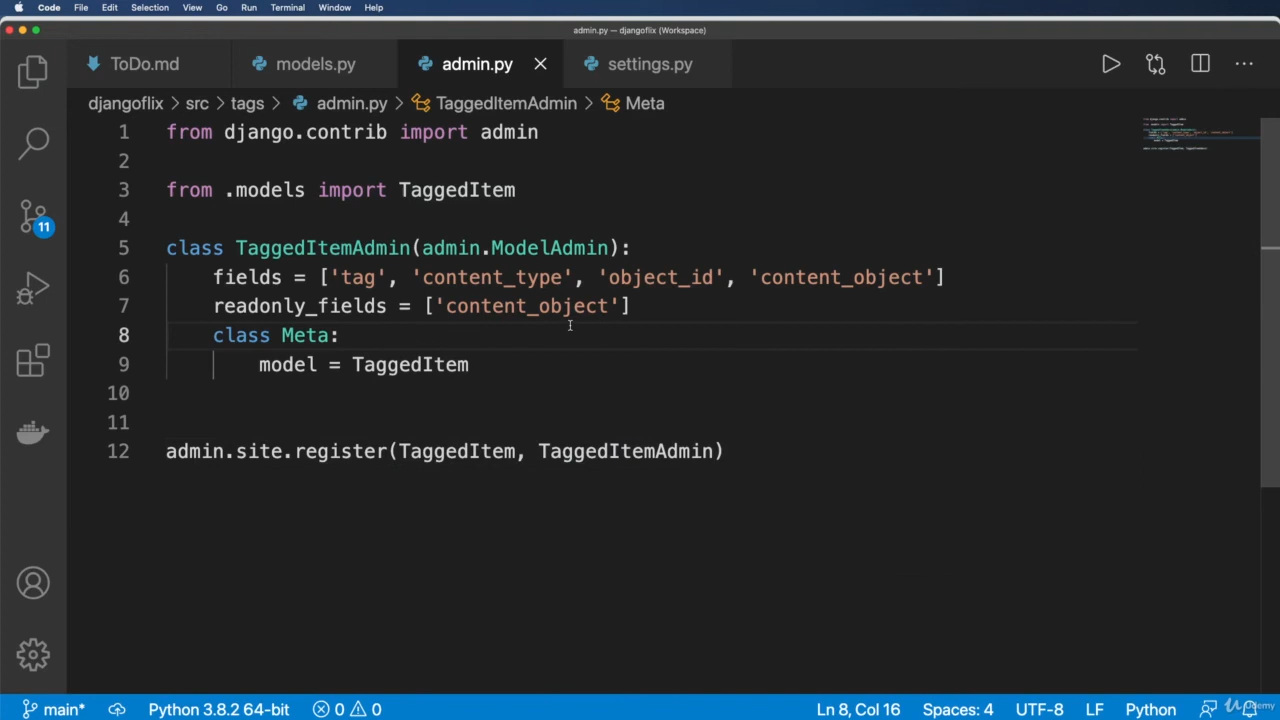 Code File Edit Selection View Go Run Terminal Window Help
admin.py — djangoflix (Workspace)
ToDo.md models.py admin.py settings.py
djangoflix > src > tags > admin.py > TaggedItemAdmin > Meta
1 from django.contrib import admin
2
3 from .models import TaggedItem
4
5 class TaggedItemAdmin(admin.ModelAdmin):
6 fields = ['tag', 'content_type', 'object_id', 'content_object']
7 readonly_fields = ['content_object']
8 class Meta:
9 model = TaggedItem
10
11
12 admin.site.register(TaggedItem, TaggedItemAdmin)
11
main* Python 3.8.2 64-bit 0 0 Ln 8, Col 16 Spaces: 4 UTF-8 LF Python Udemy